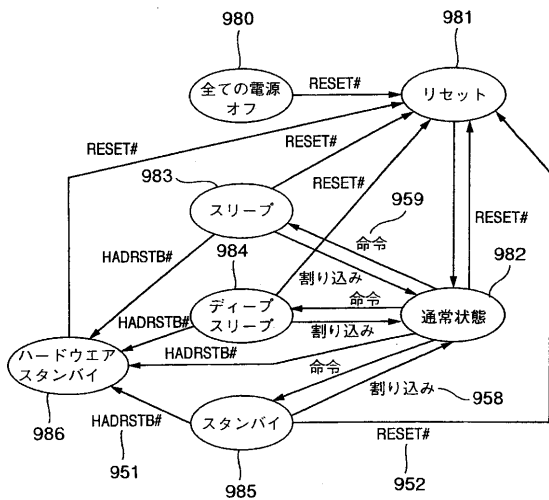 980
981
全ての電源
オフ
RESET#
リセット
RESET#
RESET#
983
RESET#
959
スリープ
984
命令
RESET#
982
HADRSTB#
割り込み
ディープ
スリープ
命令
通常状態
HADRSTB#
割り込み
ハードウエア
スタンバイ
HADRSTB#
命令
986
割り込み
958
HADRSTB#
スタンバイ
RESET#
951
985
952